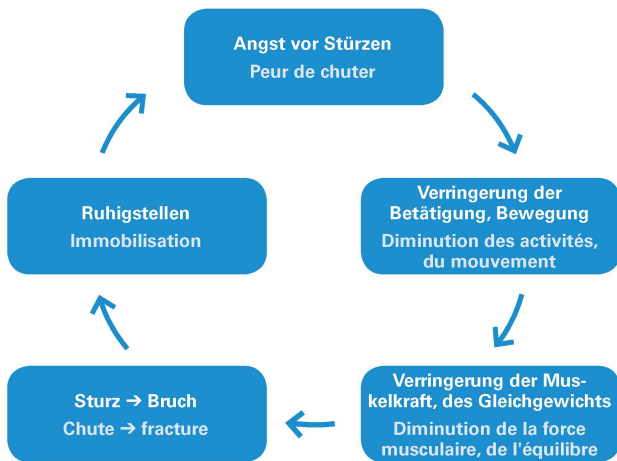 Angst vor Stürzen
Peur de chuter
Verringerung der
Betätigung, Bewegung
Diminution des activités,
du mouvement
Verringerung der Mus-
kelkraft, des Gleichgewichts
Diminution de la force
musculaire, de l'équilibre
Sturz → Bruch
Chute → fracture
Ruhigstellen
Immobilisation